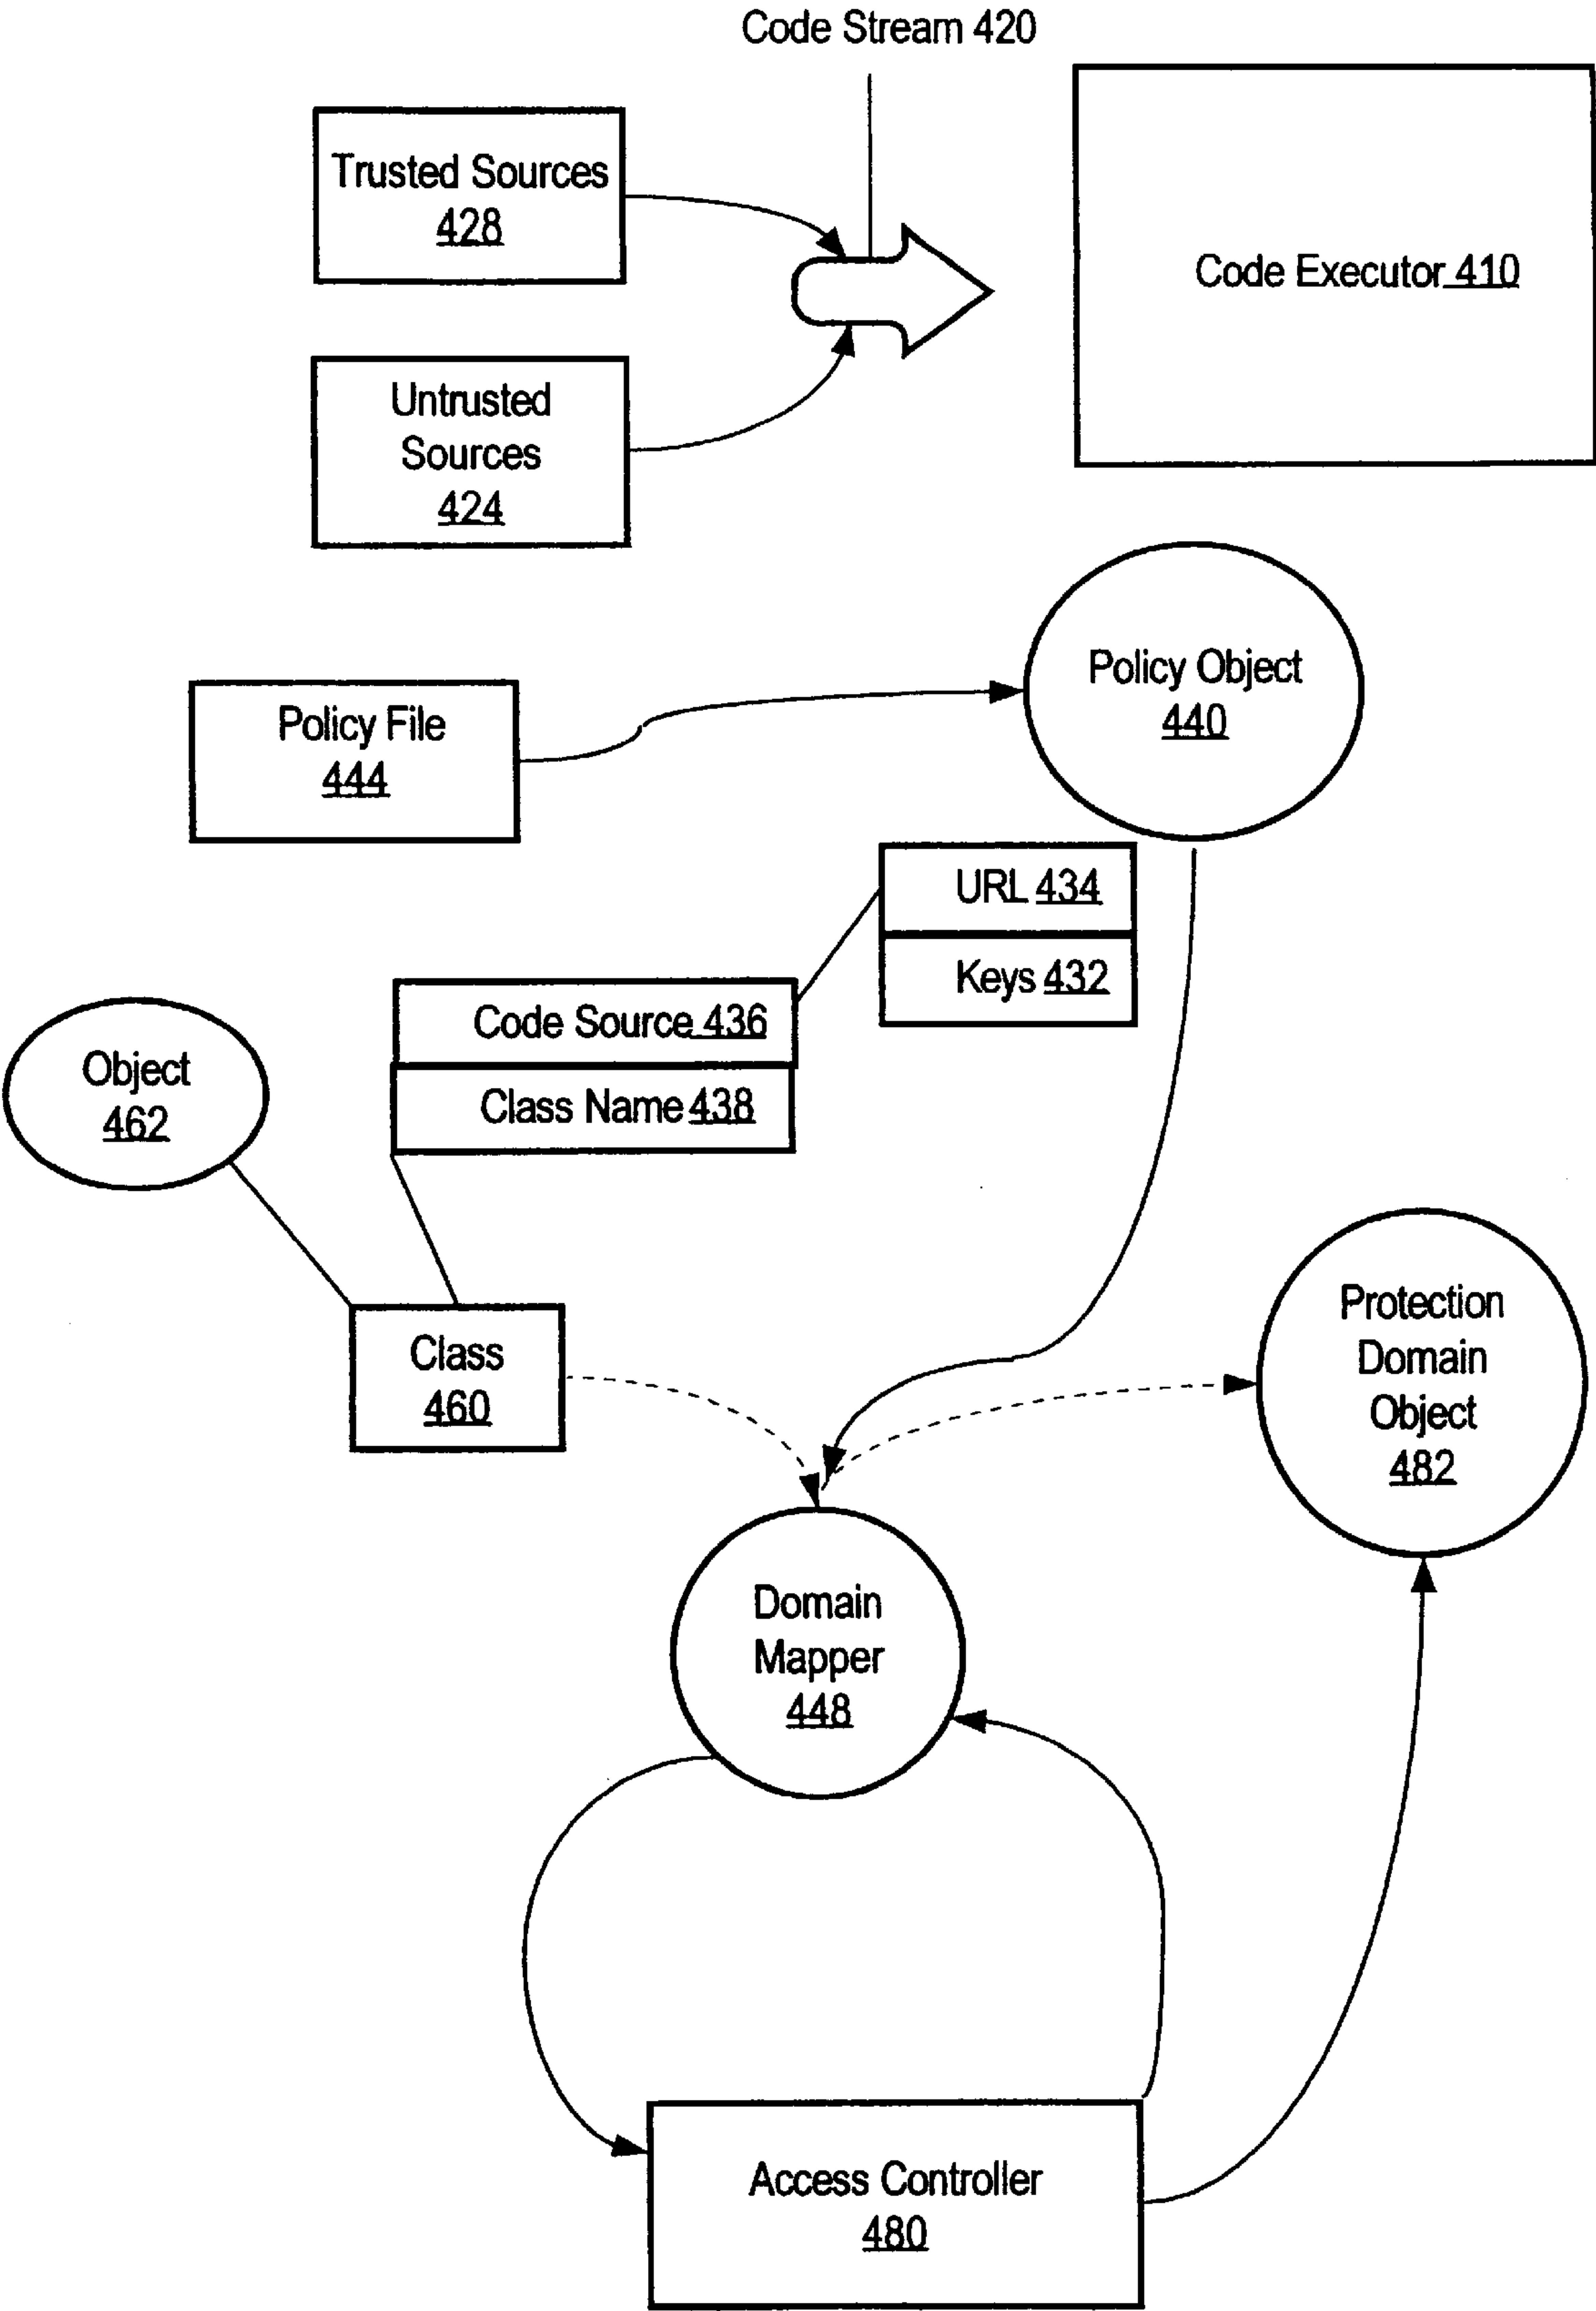 Code Stream 420
Trusted Sources
428
Code Executor 410
Untrusted
Sources
424
Policy Object
440
Policy File
444
URL 434
Keys 432
Code Source 436
Class Name 438
Object
462
Protection
Domain
Object
482
Class
460
Domain
Mapper
448
Access Controller
480